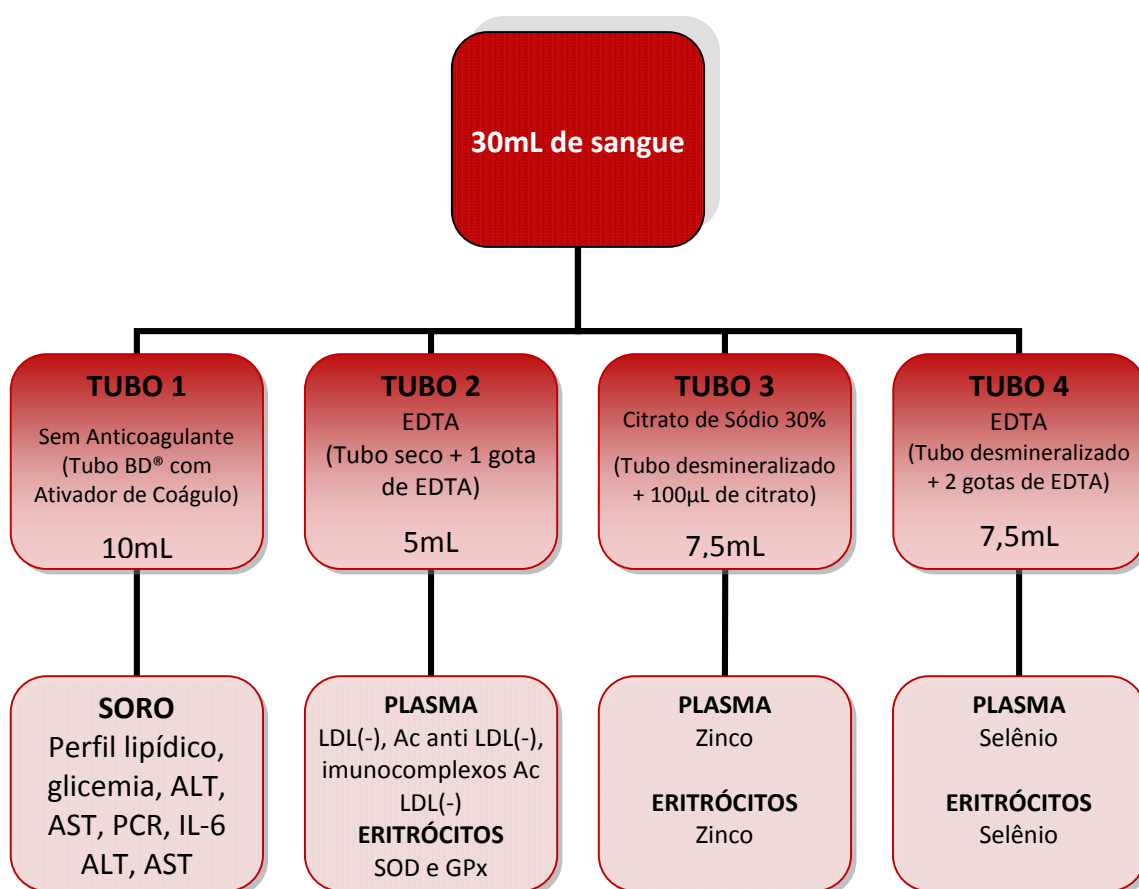 30mL de sangue
TUBO 1
Sem Anticoagulante
(Tubo BD® com
Ativador de Coágulo)
10mL
TUBO 2
EDTA
(Tubo seco + 1 gota
de EDTA)
5mL
TUBO 3
Citrato de Sódio 30%
(Tubo desmineralizado
+ 100µL de citrato)
7,5mL
TUBO 4
EDTA
(Tubo desmineralizado
+ 2 gotas de EDTA)
7,5mL
SORO
Perfil lipídico,
glicemia, ALT,
AST, PCR, IL-6
ALT, AST
PLASMA
LDL(-), Ac anti LDL(-),
imunocomplexos Ac
LDL(-)
ERITRÓCITOS
SOD e GPx
PLASMA
Zinco
ERITRÓCITOS
Zinco
PLASMA
Selênio
ERITRÓCITOS
Selênio